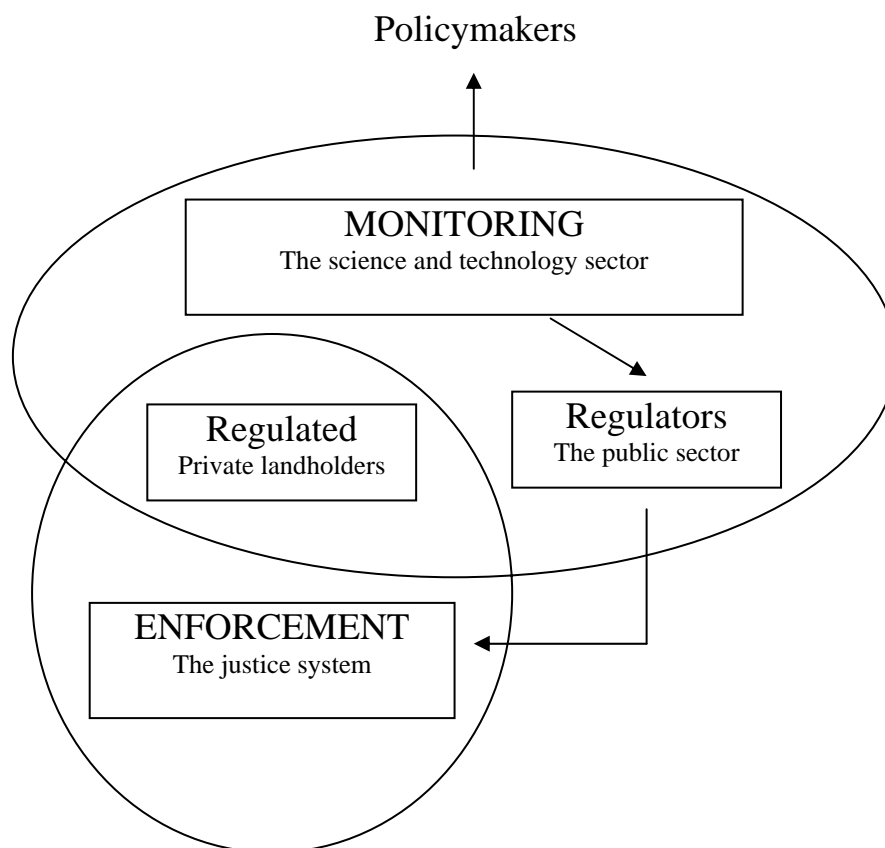 Policymakers
MONITORING
The science and technology sector
Regulated
Private landholders
Regulators
The public sector
ENFORCEMENT
The justice system